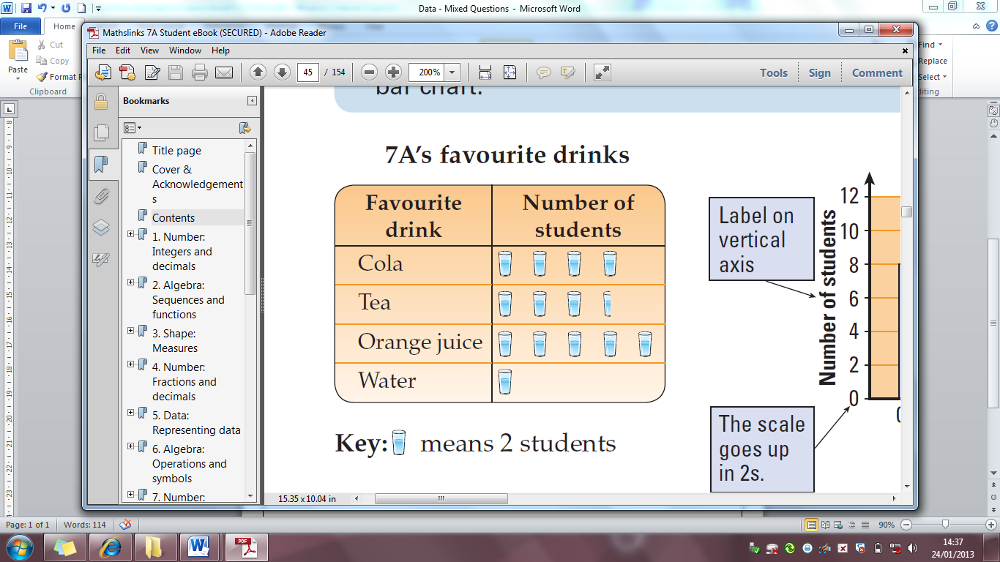 Data - Mixed Questions - Microsoft Word
File
Home
Mathslinks 7A Student eBook (SECURED) - Adobe Reader
File Edit View Window Help
Cut
Copy
Format P
Paste
Clipboard
Find
Replace
Select
diting
45 / 154
200%
Tools Sign Comment
Bookmarks
Title page
Cover &
Acknowledgement
s
Contents
1. Number:
Integers and
decimals
2. Algebra:
Sequences and
functions
3. Shape:
Measures
4. Number:
Fractions and
decimals
5. Data:
Representing data
6. Algebra:
Operations and
symbols
7. Number:
bar chart.
7A's favourite drinks
Favourite
drink
Number of
students
Cola
Tea
Orange juice
Water
Key: means 2 students
Label on
vertical
axis
Number of students
12
10
8
6
4
2
0
The scale
goes up
in 2s.
15.35 x 10.04 in
Page: 1 of 1 Words: 114
90%
PDF
14:37
24/01/2013